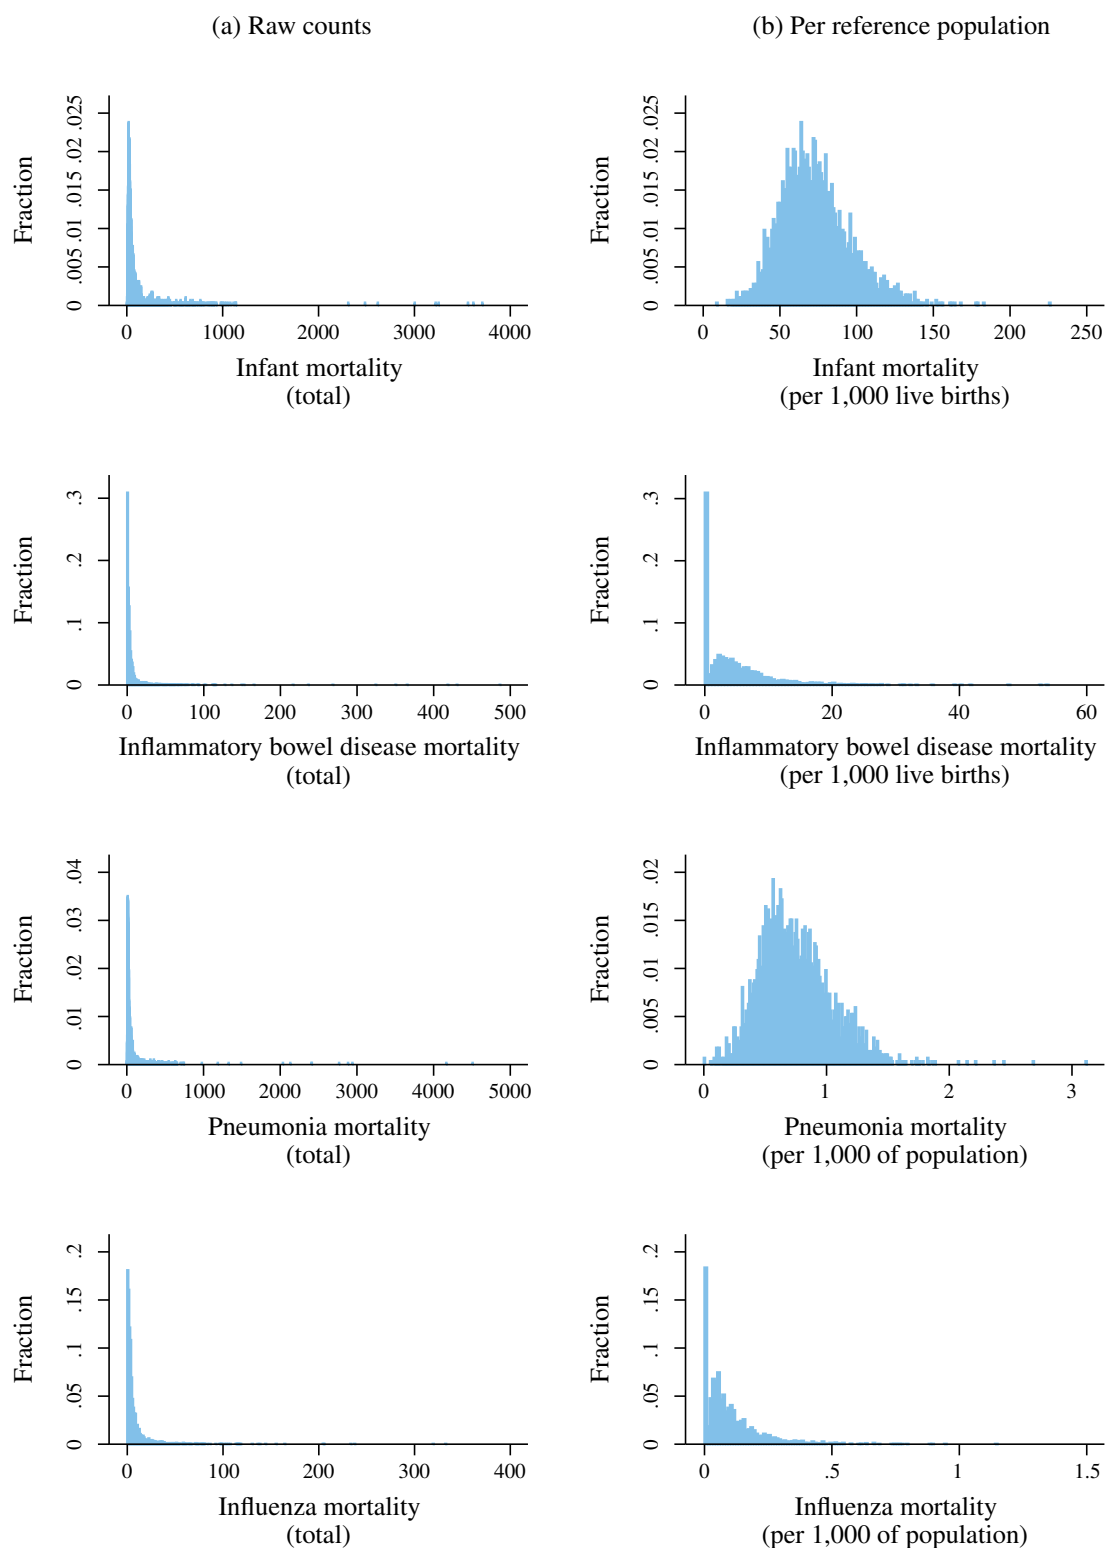 (a) Raw counts
(b) Per reference population
Fraction
0 .005 .01 .015 .02 .025
0 1000 2000 3000 4000
Infant mortality
(total)
Fraction
0 .005 .01 .015 .02 .025
0 50 100 150 200 250
Infant mortality
(per 1,000 live births)
Fraction
0 .1 .2 .3
0 100 200 300 400 500
Inflammatory bowel disease mortality
(total)
Fraction
0 .1 .2 .3
0 20 40 60
Inflammatory bowel disease mortality
(per 1,000 live births)
Fraction
0 .01 .02 .03 .04
0 1000 2000 3000 4000 5000
Pneumonia mortality
(total)
Fraction
0 .005 .01 .015 .02
0 1 2 3
Pneumonia mortality
(per 1,000 of population)
Fraction
0 .05 .1 .15 .2
0 100 200 300 400
Influenza mortality
(total)
Fraction
0 .05 .1 .15 .2
0 .5 1 1.5
Influenza mortality
(per 1,000 of population)